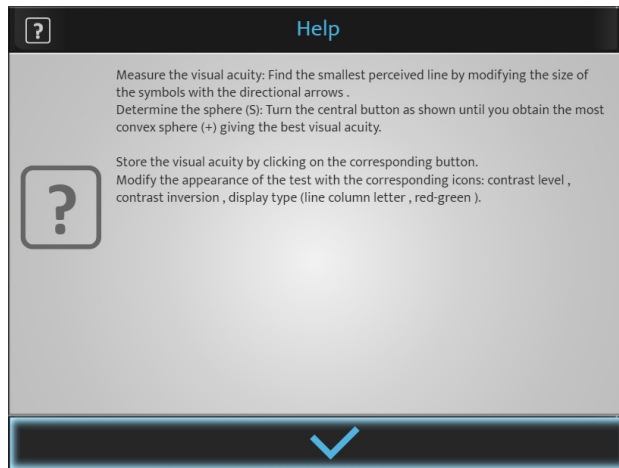 ?
Help
Measure the visual acuity: Find the smallest perceived line by modifying the size of
the symbols with the directional arrows .
Determine the sphere (S): Turn the central button as shown until you obtain the most
convex sphere (+) giving the best visual acuity.
Store the visual acuity by clicking on the corresponding button.
Modify the appearance of the test with the corresponding icons: contrast level ,
contrast inversion , display type (line column letter , red-green ).
?